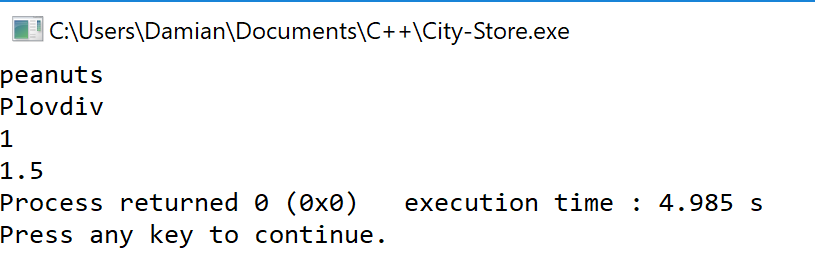 C:\Users\Damian\Documents\C++\City-Store.exe
peanuts
Plovdiv
1
1.5
Process returned 0 (0x0)   execution time : 4.985 s
Press any key to continue.